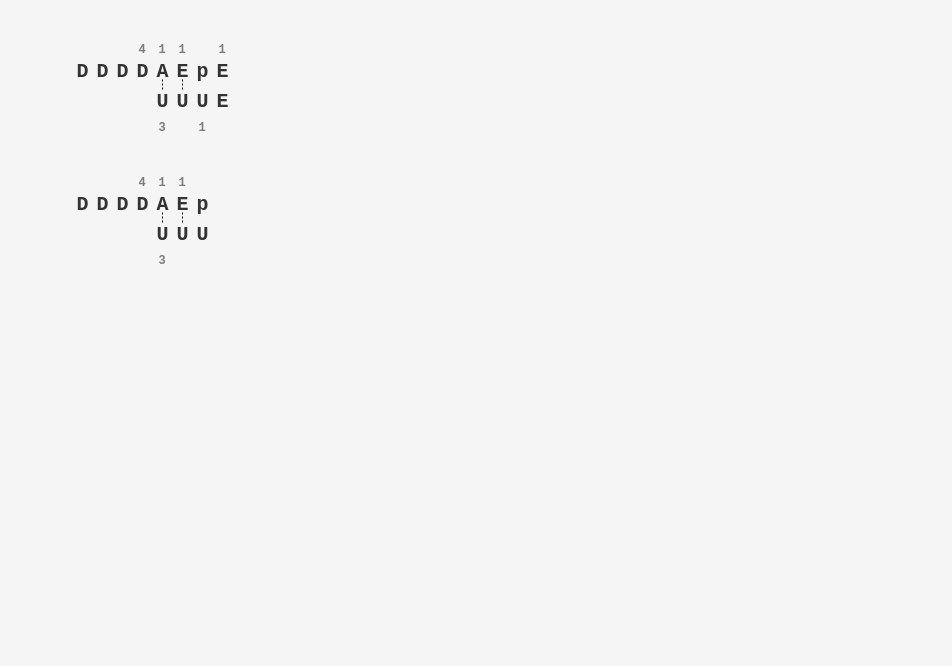 4 1 1 1
D D D D A E p E
U U U E
3 1
4 1 1
D D D D A E p
U U U
3